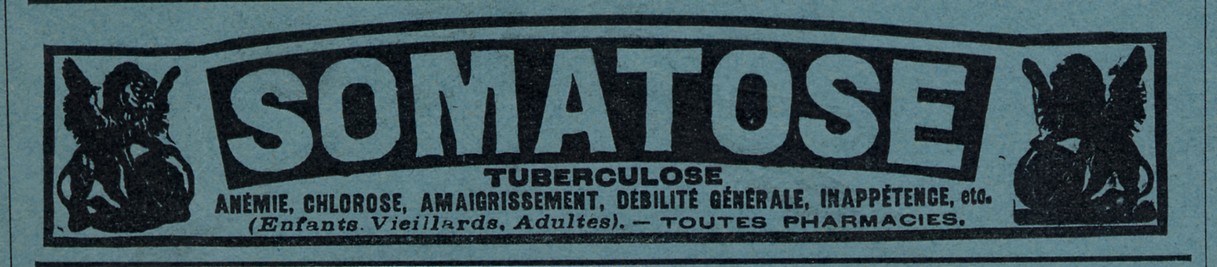 SOMATOSE
TUBERCULOSE
ANÉMIE, CHLOROSE, AMAIGRISSEMENT, DÉBILITÉ GÉNÉRALE, INAPPÉTENCE, etc.
(Enfants. Vieillards, Adultes). — TOUTES PHARMACIES.